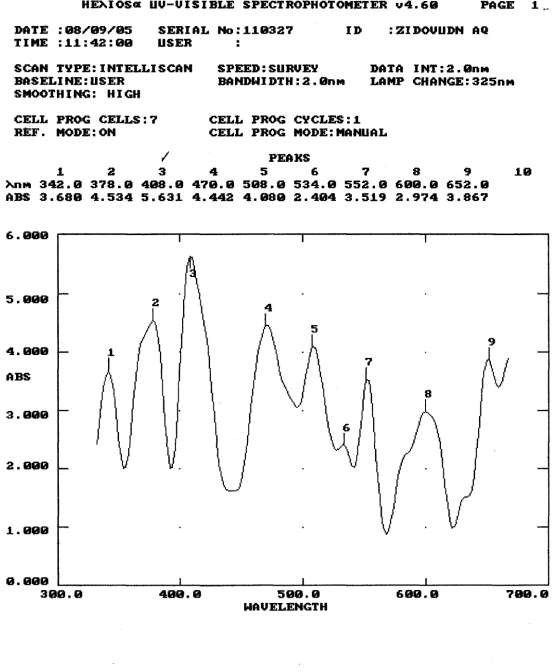 HEλIOSα UV-VISIBLE SPECTROPHOTOMETER v4.60 PAGE 1
DATE :08/09/05 SERIAL No:110327 ID :ZIDOVUDN AQ
TIME :11:42:00 USER :
SCAN TYPE:INTELLISCAN SPEED:SURVEY DATA INT:2.0nm
BASELINE:USER BANDWIDTH:2.0nm LAMP CHANGE:325nm
SMOOTHING: HIGH
CELL PROG CELLS:7 CELL PROG CYCLES:1
REF. MODE:ON CELL PROG MODE:MANUAL
PEAKS
1 2 3 4 5 6 7 8 9 10
λnm 342.0 378.0 408.0 470.0 508.0 534.0 552.0 600.0 652.0
ABS 3.680 4.534 5.631 4.442 4.080 2.404 3.519 2.974 3.867
6.000
3
5.000
2
4
5
4.000
1
9
7
ABS
8
3.000
6
2.000
1.000
0.000
300.0 400.0 500.0 600.0 700.0
WAVELENGTH